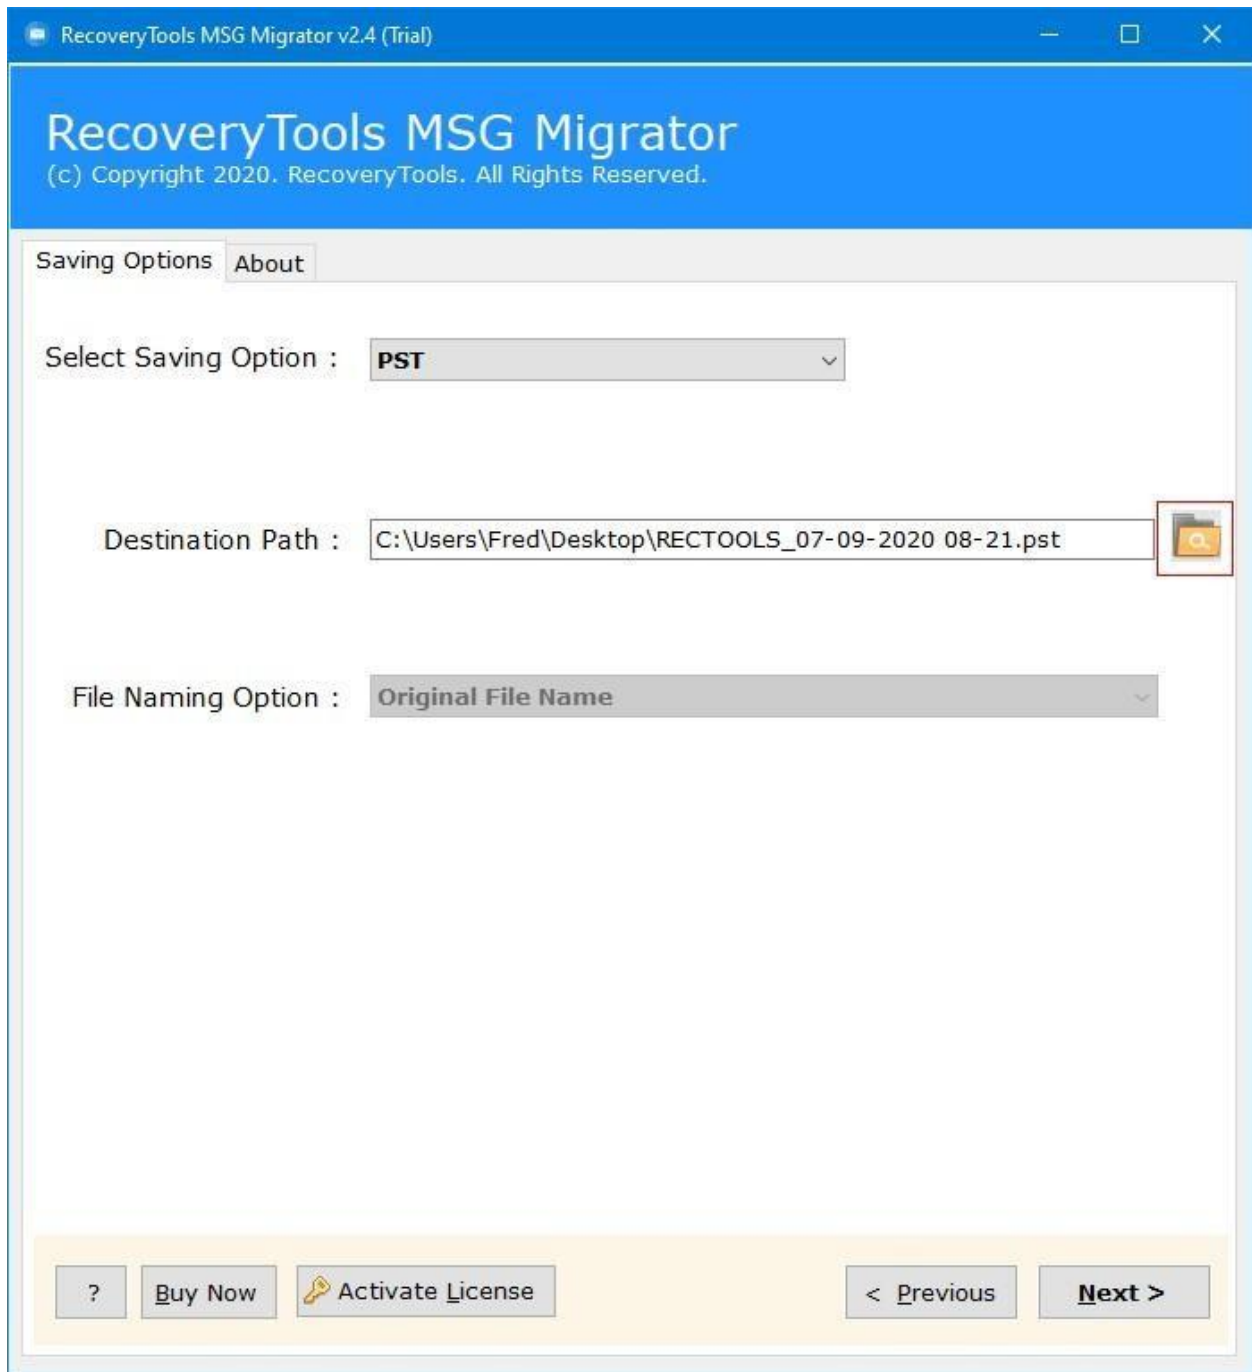 RecoveryTools MSG Migrator v2.4 (Trial)
RecoveryTools MSG Migrator
(c) Copyright 2020. RecoveryTools. All Rights Reserved.
Saving Options About
Select Saving Option : PST
Destination Path : C:\Users\Fred\Desktop\RECTOOLS_07-09-2020 08-21.pst
File Naming Option : Original File Name
? Buy Now Activate License < Previous Next >